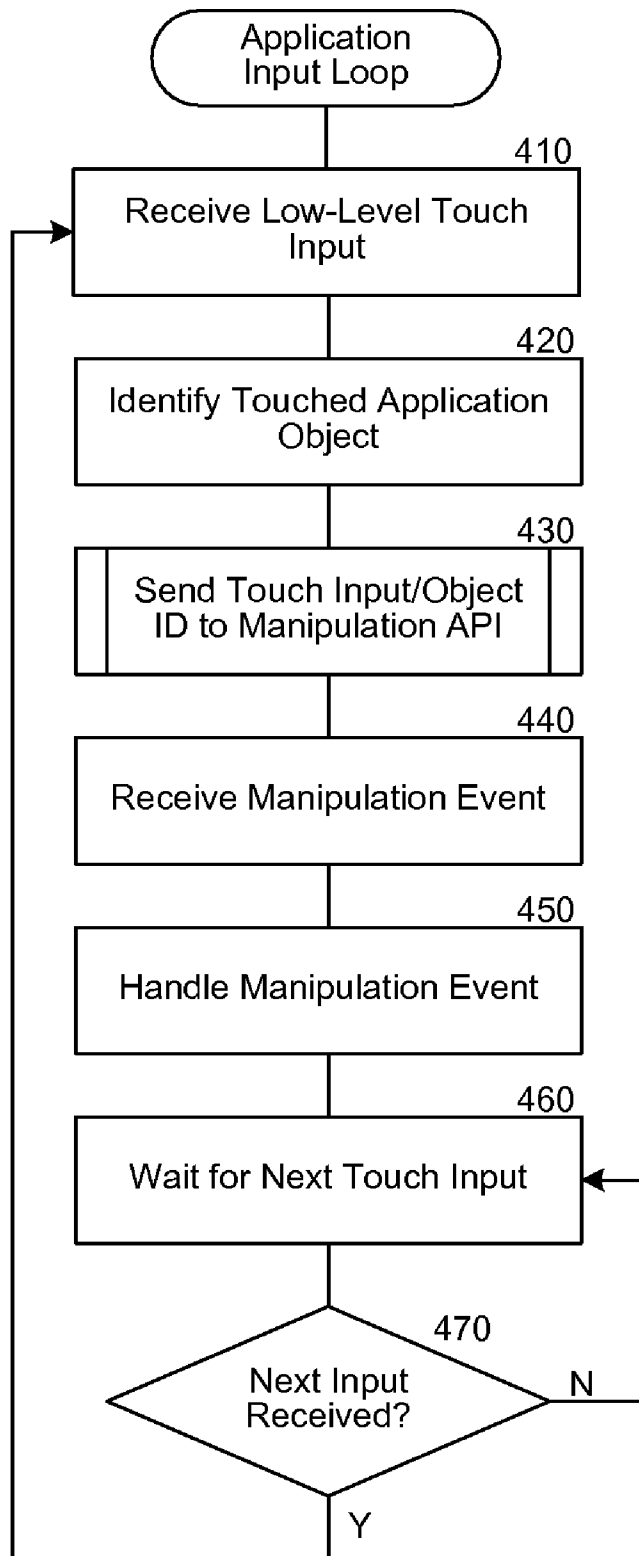 Application
Input Loop
410
Receive Low-Level Touch
Input
420
Identify Touched Application
Object
430
Send Touch Input/Object
ID to Manipulation API
440
Receive Manipulation Event
450
Handle Manipulation Event
460
Wait for Next Touch Input
470
Next Input
Received?
N
Y